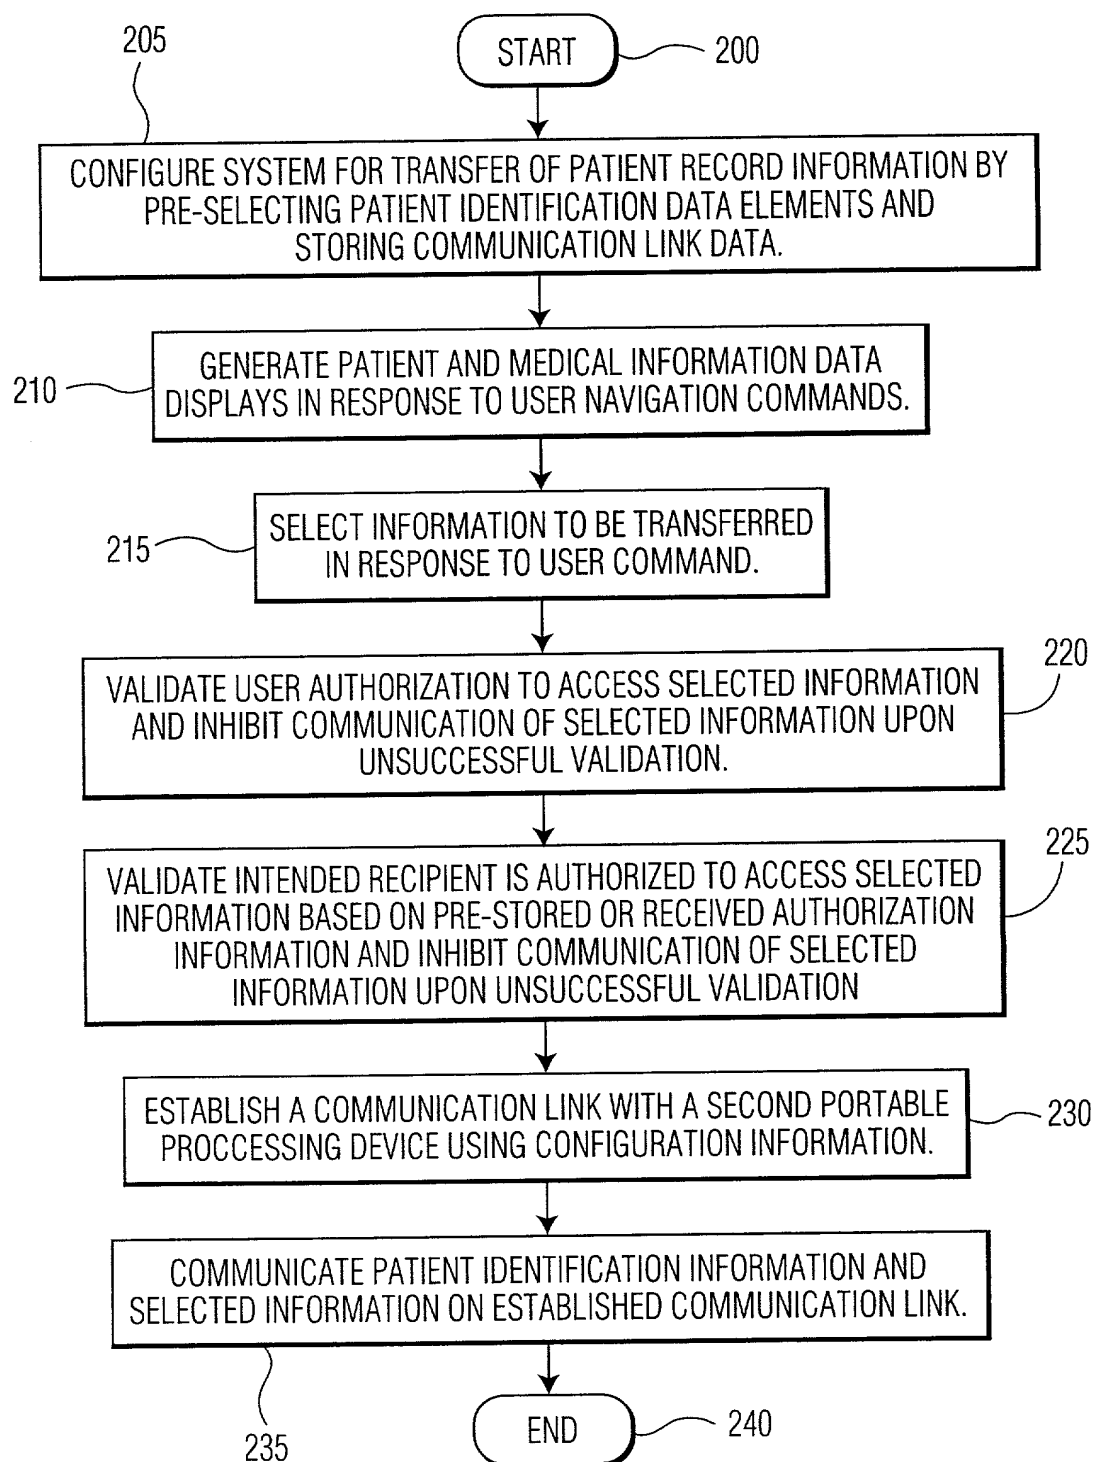 205
START
200
CONFIGURE SYSTEM FOR TRANSFER OF PATIENT RECORD INFORMATION BY
PRE-SELECTING PATIENT IDENTIFICATION DATA ELEMENTS AND
STORING COMMUNICATION LINK DATA.
210
GENERATE PATIENT AND MEDICAL INFORMATION DATA
DISPLAYS IN RESPONSE TO USER NAVIGATION COMMANDS.
215
SELECT INFORMATION TO BE TRANSFERRED
IN RESPONSE TO USER COMMAND.
220
VALIDATE USER AUTHORIZATION TO ACCESS SELECTED INFORMATION
AND INHIBIT COMMUNICATION OF SELECTED INFORMATION UPON
UNSUCCESSFUL VALIDATION.
225
VALIDATE INTENDED RECIPIENT IS AUTHORIZED TO ACCESS SELECTED
INFORMATION BASED ON PRE-STORED OR RECEIVED AUTHORIZATION
INFORMATION AND INHIBIT COMMUNICATION OF SELECTED
INFORMATION UPON UNSUCCESSFUL VALIDATION
ESTABLISH A COMMUNICATION LINK WITH A SECOND PORTABLE
PROCCESSING DEVICE USING CONFIGURATION INFORMATION.
230
COMMUNICATE PATIENT IDENTIFICATION INFORMATION AND
SELECTED INFORMATION ON ESTABLISHED COMMUNICATION LINK.
235
END
240